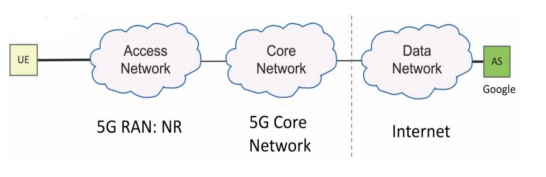 UE
Access
Network
Core
Network
Data
Network
AS
Google
5G RAN: NR
5G Core
Network
Internet